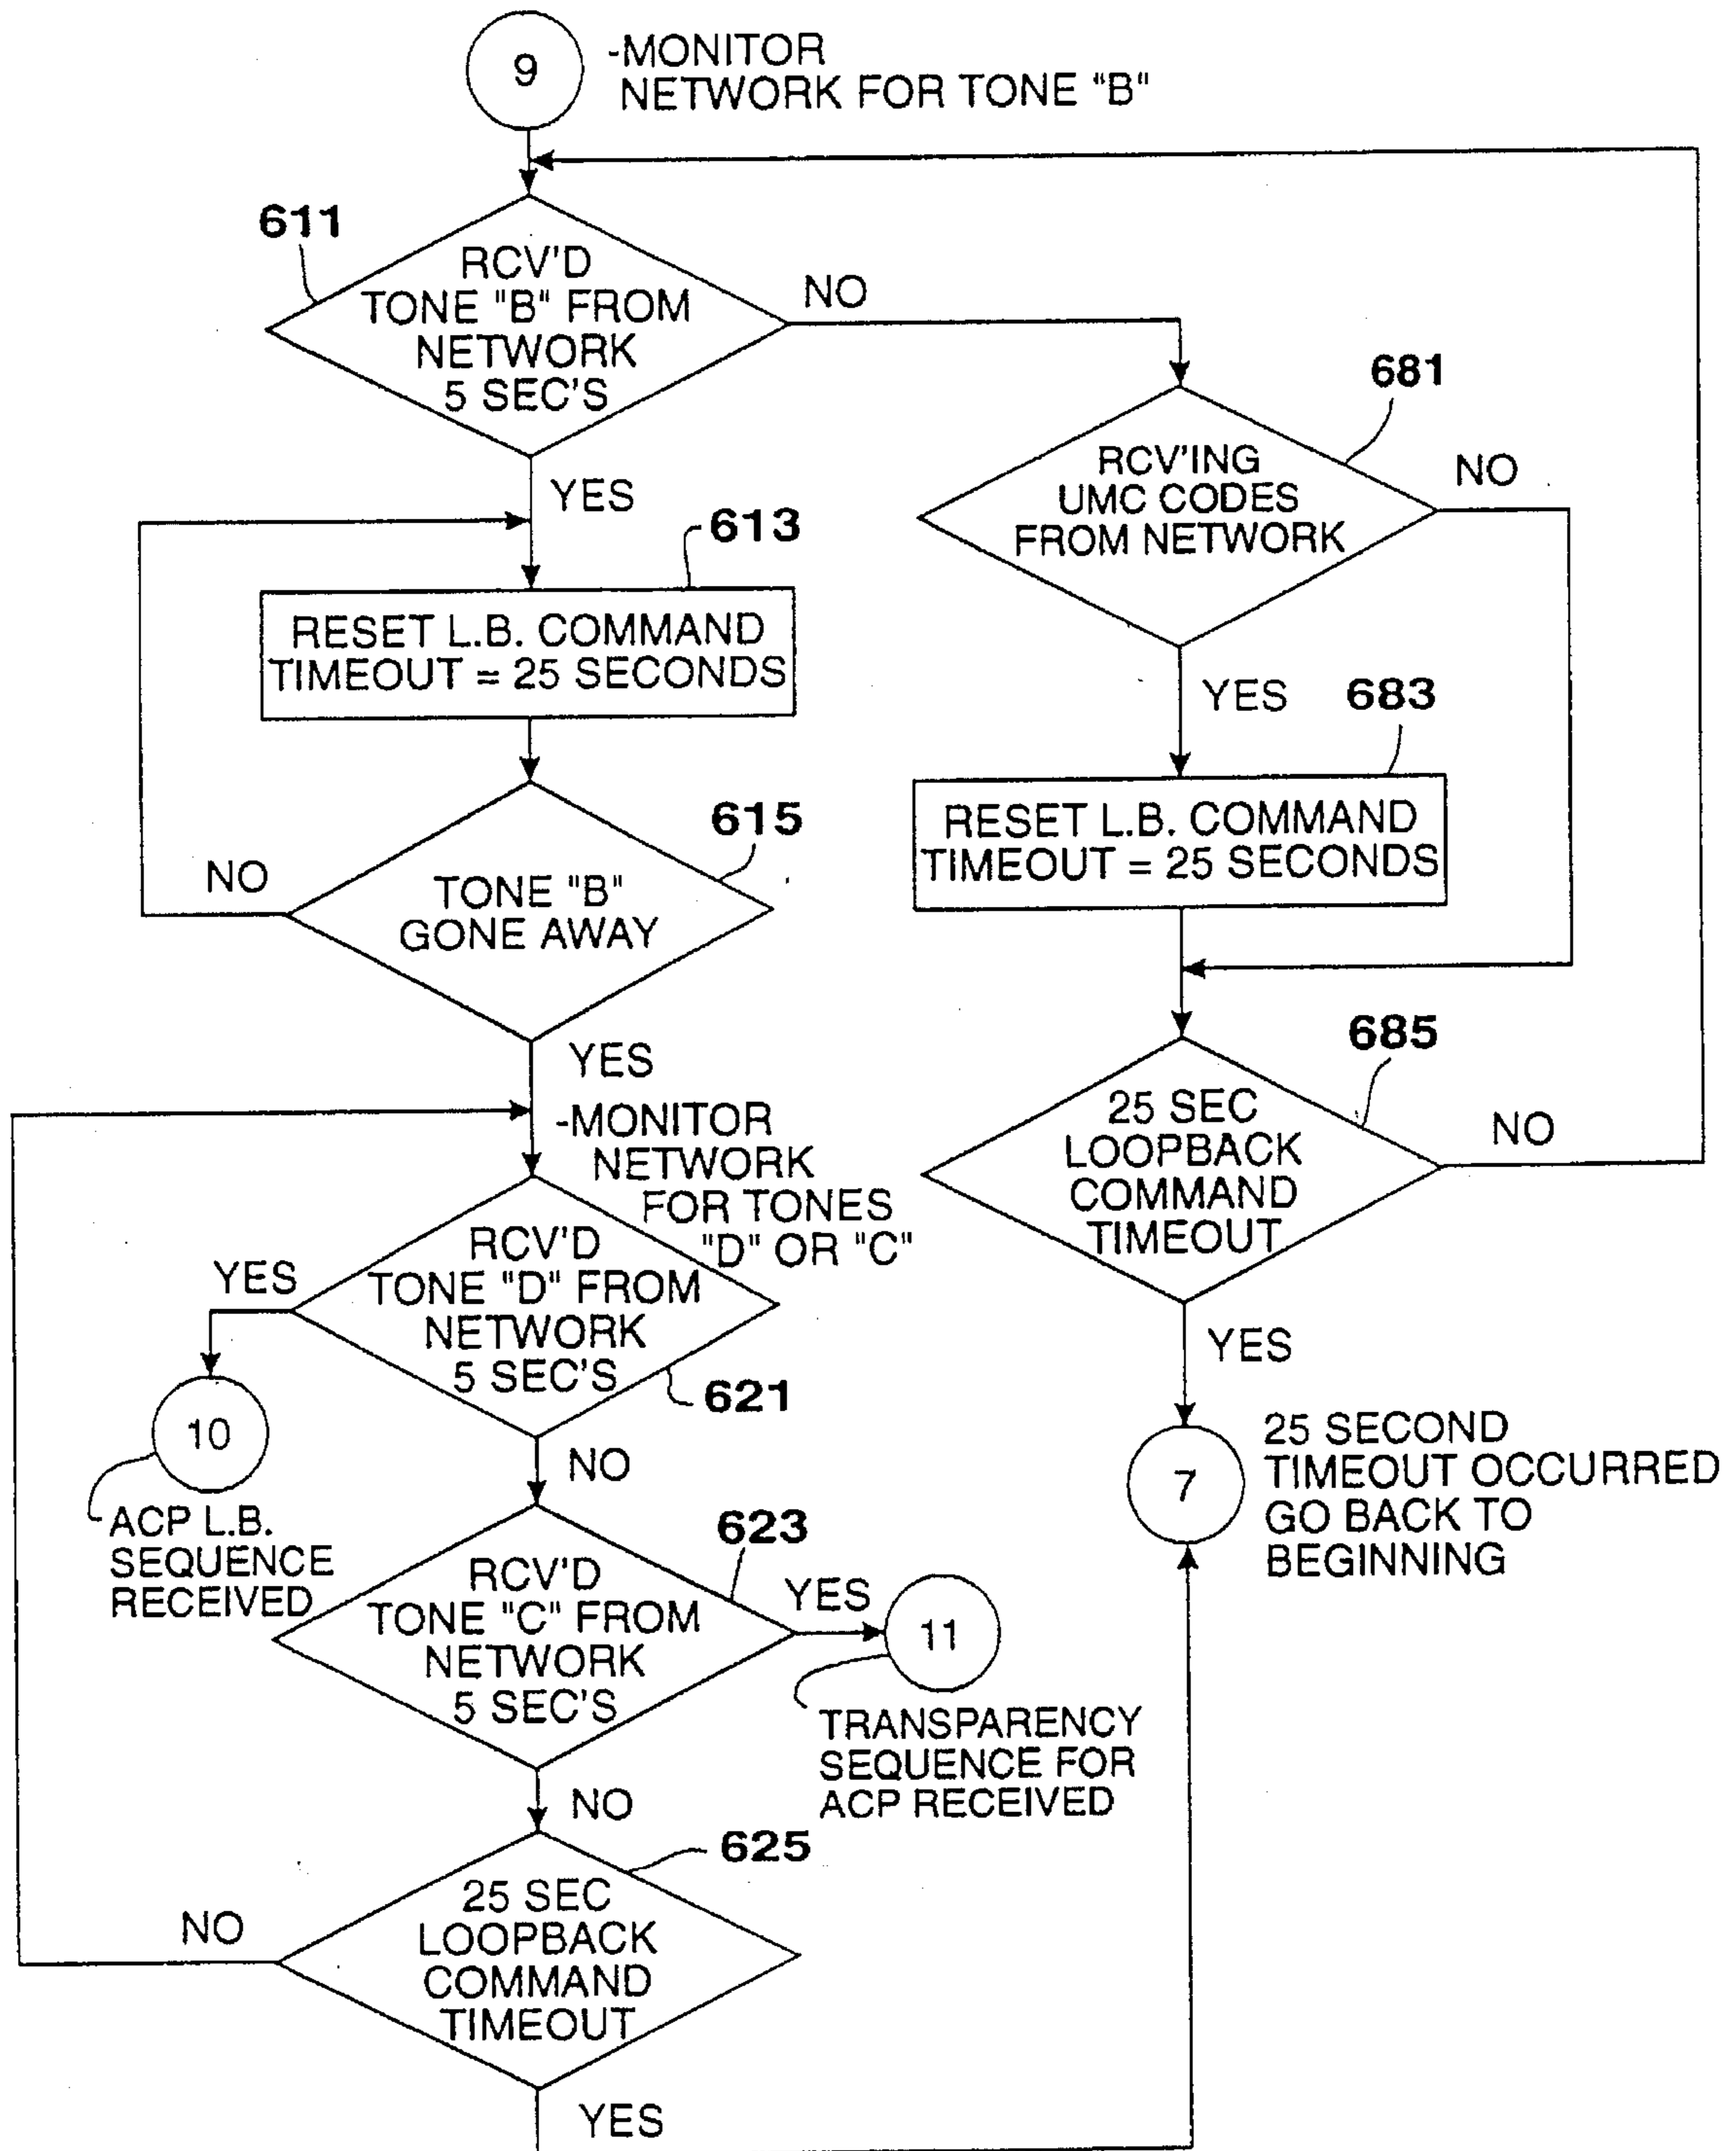 9
-MONITOR
NETWORK FOR TONE "B"
611
RCV'D
TONE "B" FROM
NETWORK
5 SEC'S
NO
YES
681
RCV'ING
UMC CODES
FROM NETWORK
NO
613
RESET L.B. COMMAND
TIMEOUT = 25 SECONDS
YES
683
RESET L.B. COMMAND
TIMEOUT = 25 SECONDS
615
TONE "B"
GONE AWAY
NO
YES
685
25 SEC
LOOPBACK
COMMAND
TIMEOUT
NO
YES
-MONITOR
NETWORK
FOR TONES
"D" OR "C"
RCV'D
TONE "D" FROM
NETWORK
5 SEC'S
YES
621
10
ACP L.B.
SEQUENCE
RECEIVED
NO
7
25 SECOND
TIMEOUT OCCURRED
GO BACK TO
BEGINNING
623
RCV'D
TONE "C" FROM
NETWORK
5 SEC'S
YES
11
TRANSPARENCY
SEQUENCE FOR
ACP RECEIVED
NO
625
25 SEC
LOOPBACK
COMMAND
TIMEOUT
NO
YES